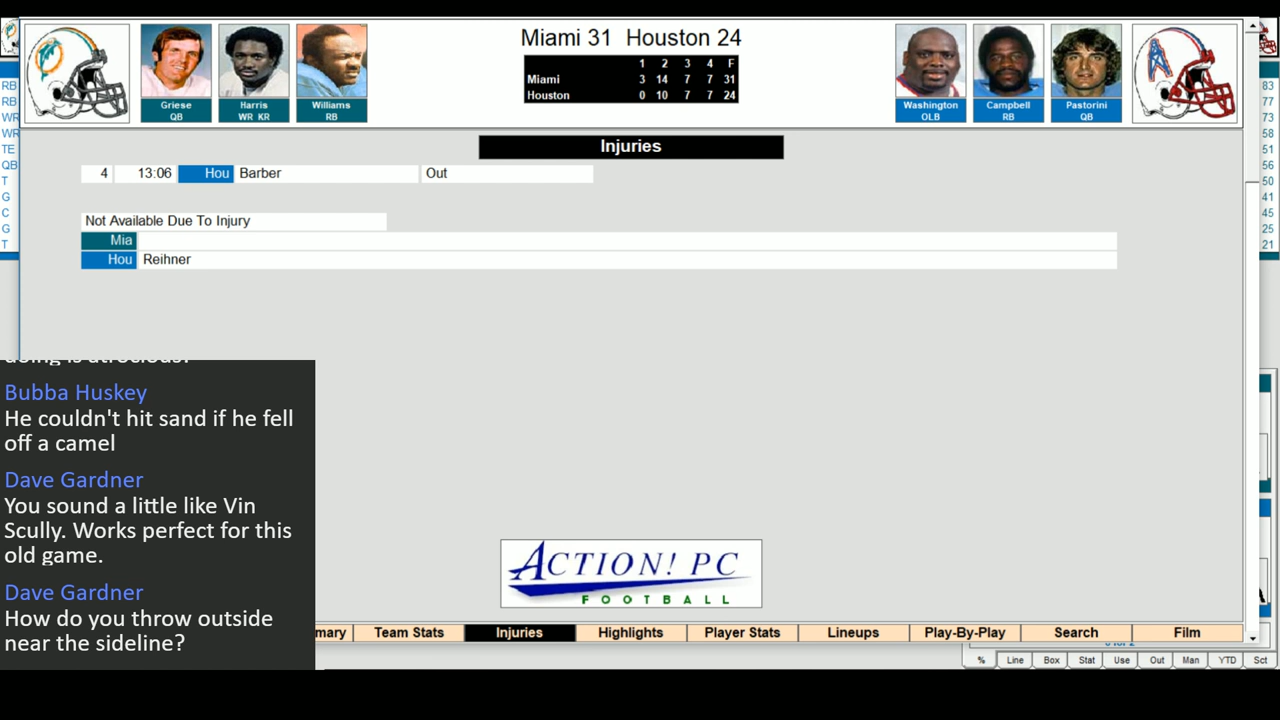 Miami 31 Houston 24
1 2 3 4 F
Miami 3 14 7 7 31
Houston 0 10 7 7 24
Griese
QB
Harris
WR KR
Williams
RB
Washington
OLB
Campbell
RB
Pastorini
QB
RB 83
RB 77
WR 73
WR 58
TE 51
QB 56
T 50
G 41
C 45
G 25
T 21
Injuries
4 13:06 Hou Barber Out
Not Available Due To Injury
Mia
Hou Reihner
Bubba Huskey
He couldn't hit sand if he fell
off a camel
Dave Gardner
You sound a little like Vin
Scully. Works perfect for this
old game.
Dave Gardner
How do you throw outside
near the sideline?
ACTION! PC
FOOTBALL
mary Team Stats Injuries Highlights Player Stats Lineups Play-By-Play Search Film
% Line Box Stat Use Out Man YTD Sct